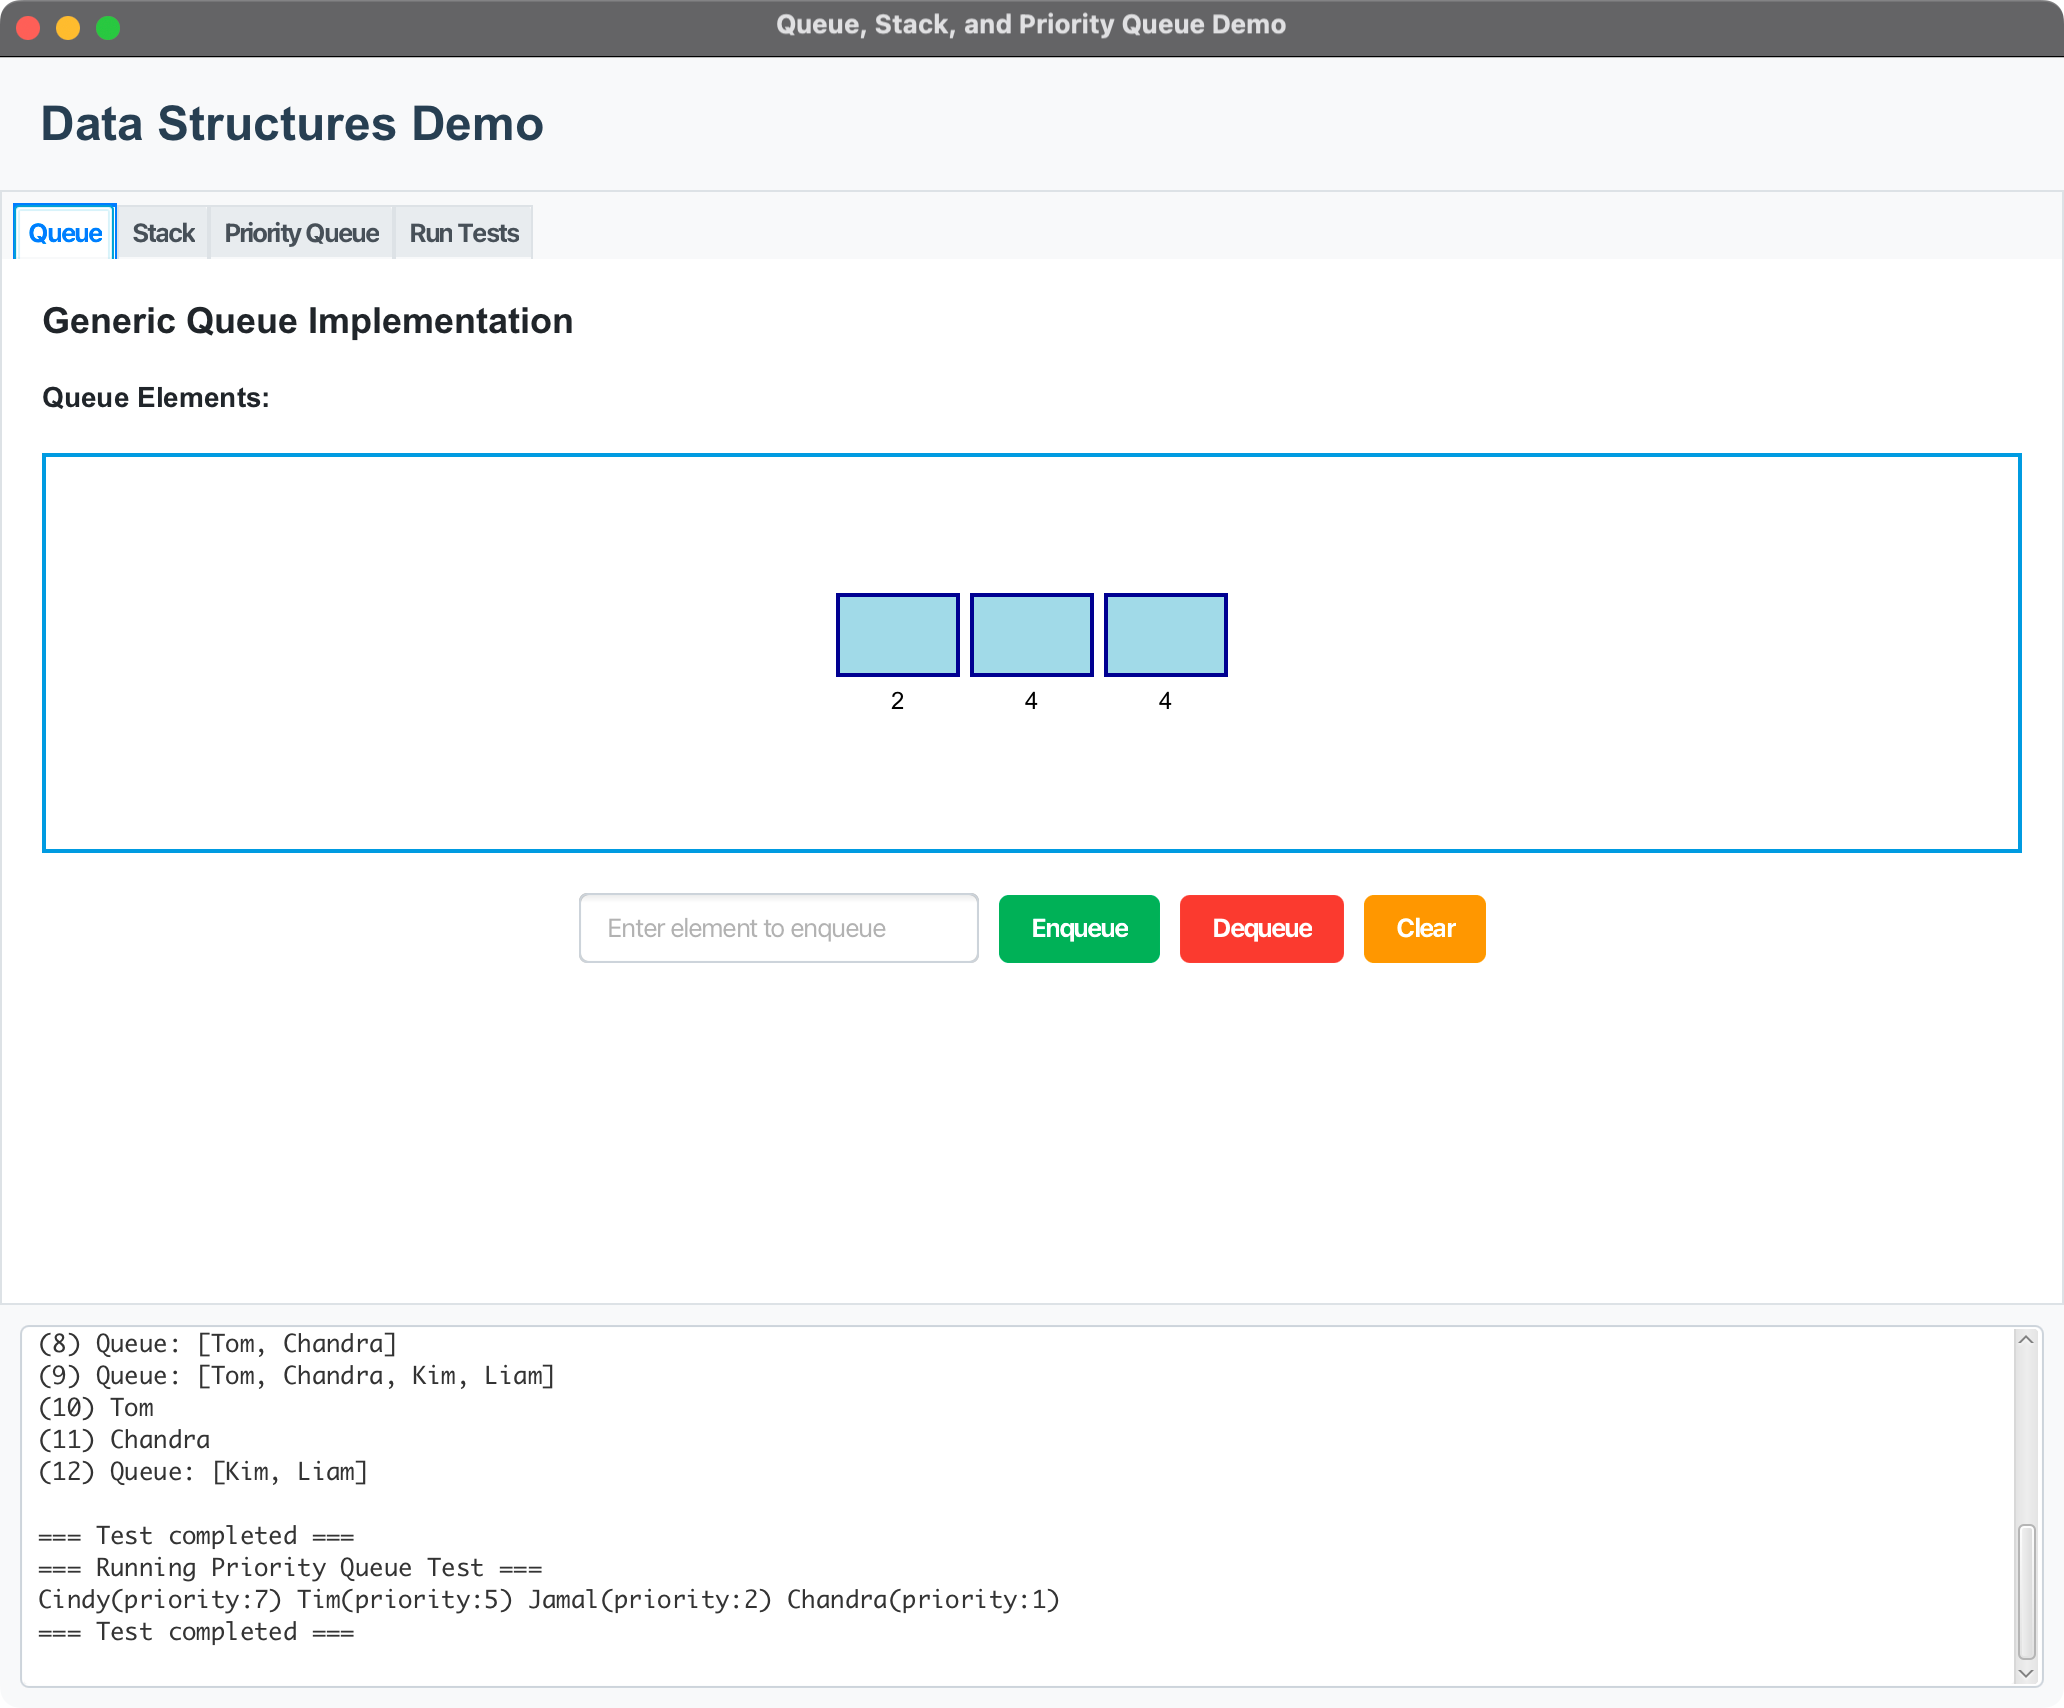 Queue, Stack, and Priority Queue Demo
Data Structures Demo
Queue Stack Priority Queue Run Tests
Generic Queue Implementation
Queue Elements:
2 4 4
Enter element to enqueue Enqueue Dequeue Clear
(8) Queue: [Tom, Chandra]
(9) Queue: [Tom, Chandra, Kim, Liam]
(10) Tom
(11) Chandra
(12) Queue: [Kim, Liam]
=== Test completed ===
=== Running Priority Queue Test ===
Cindy(priority:7) Tim(priority:5) Jamal(priority:2) Chandra(priority:1)
=== Test completed ===